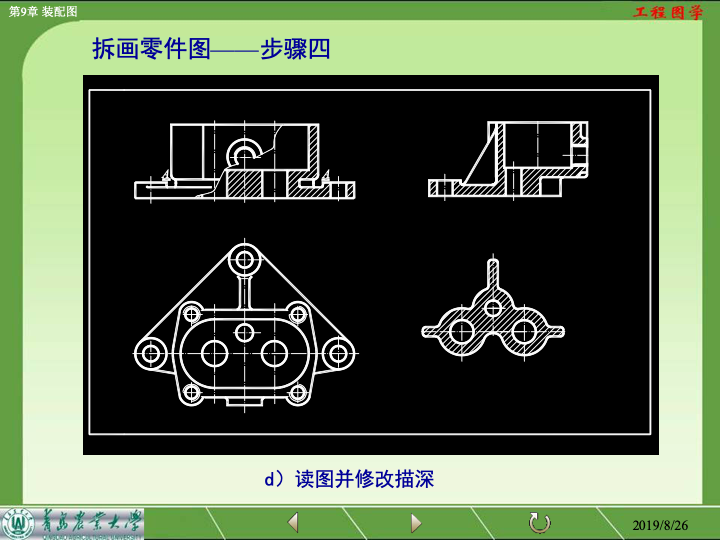 第9章 装配图
工程图学
拆画零件图——步骤四
d）读图并修改描深
青岛农业大学
2019/8/26